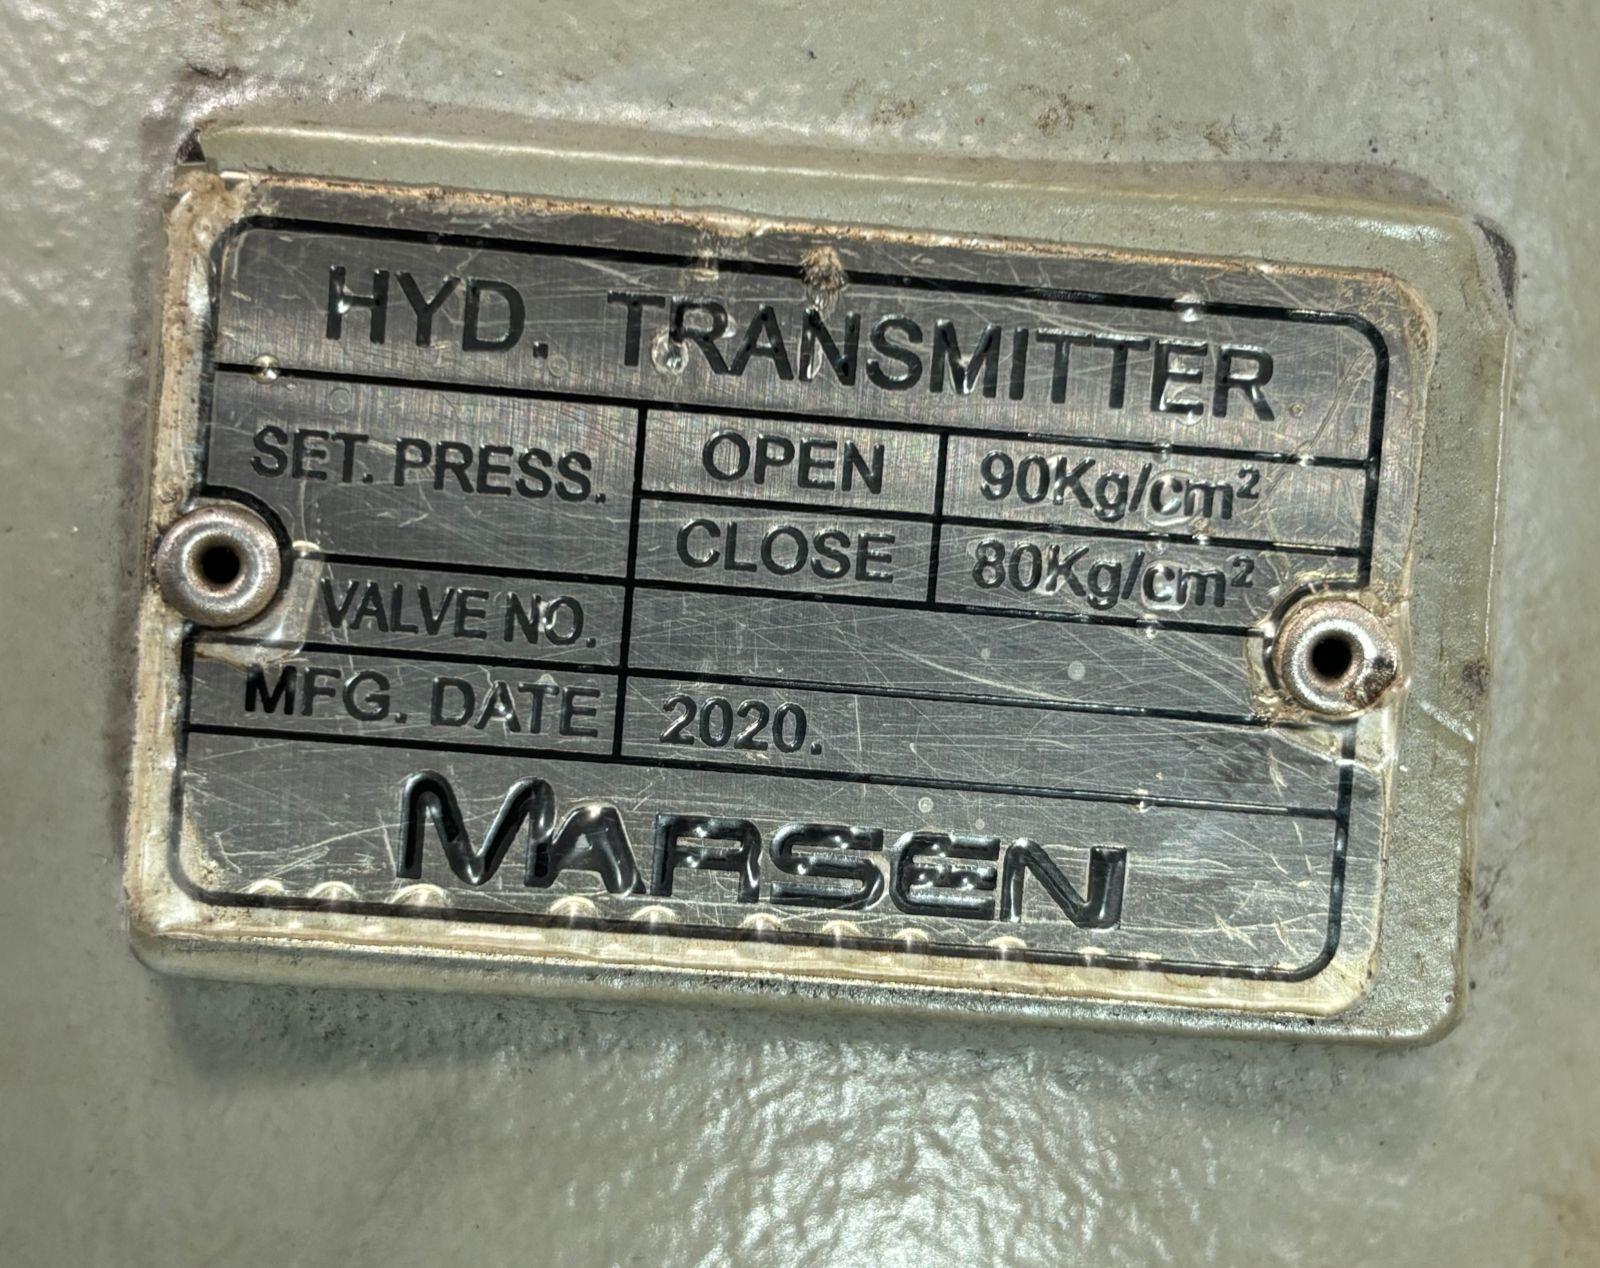 HYD. TRANSMITTER
SET. PRESS. OPEN 90Kg/cm²
CLOSE 80Kg/cm²
VALVE NO.
MFG. DATE 2020.
MARSEN